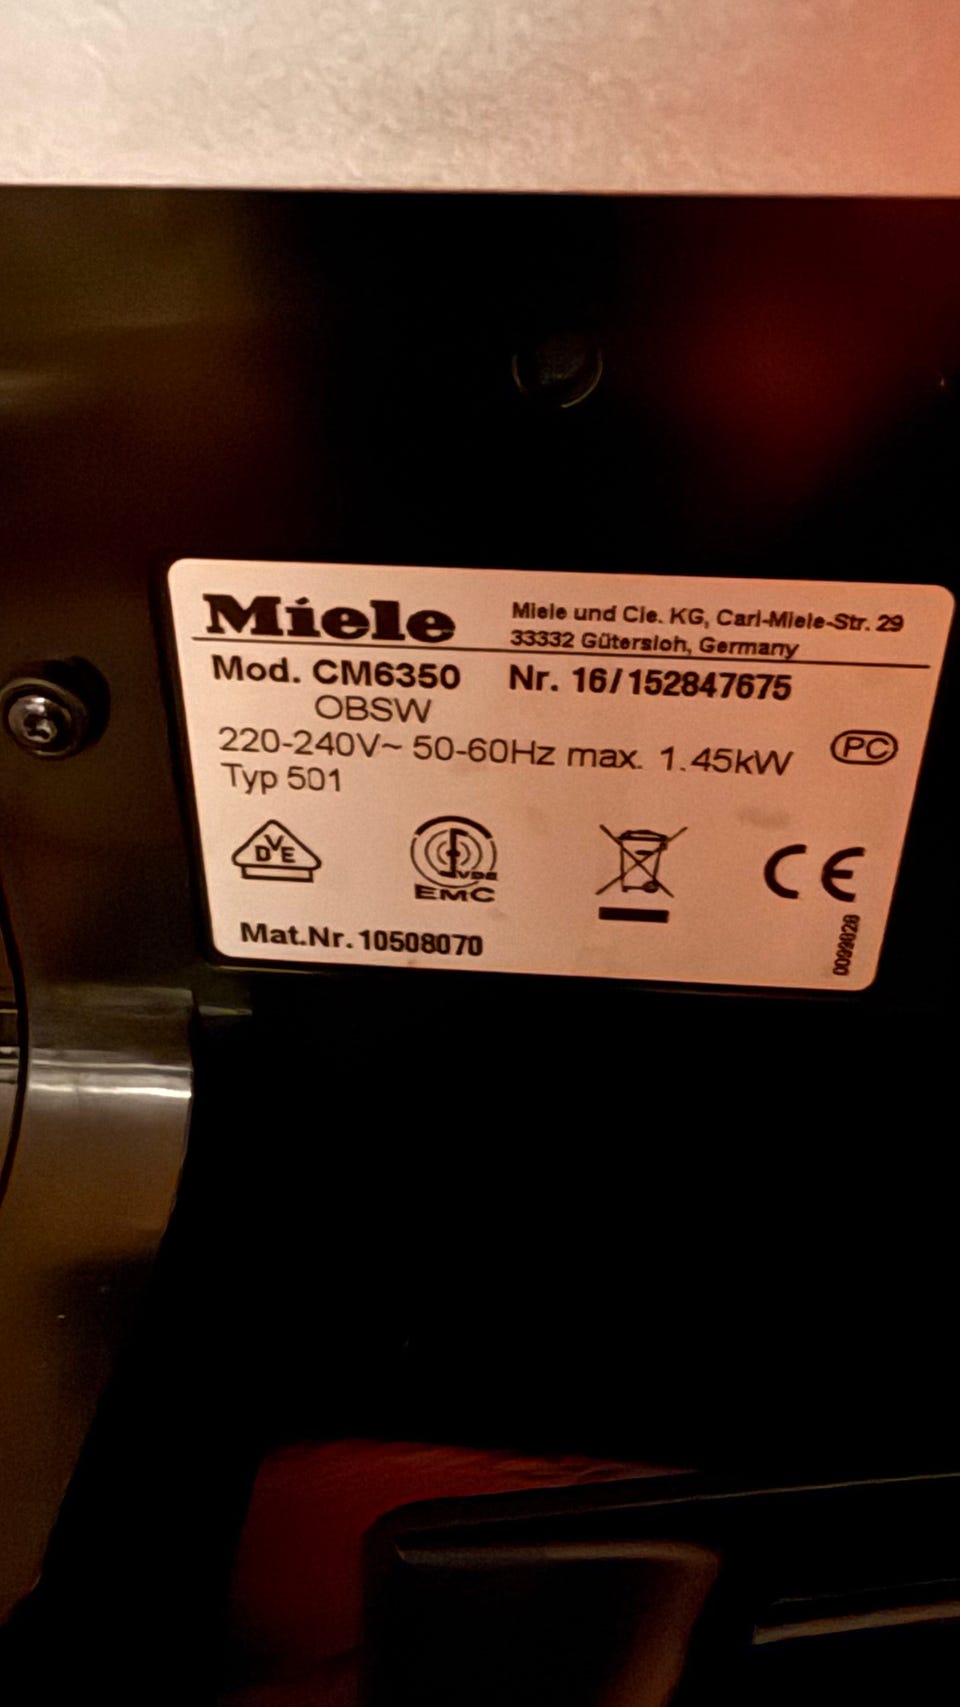 Miele
Miele und Cie. KG, Carl-Miele-Str. 29
33332 Gütersloh, Germany
Mod. CM6350 Nr. 16/152847675
OBSW
220-240V~ 50-60Hz max. 1.45kW
PC
Typ 501
DVE
VDE
EMC
CE
Mat.Nr. 10508070